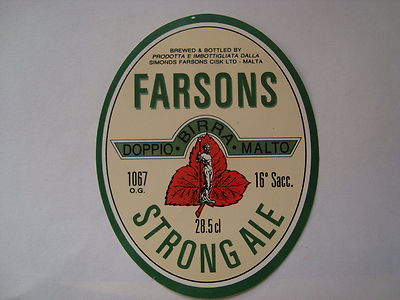 BREWED & BOTTLED BY
PRODOTTA E IMBOTTIGLIATA DALLA
SIMONDS FARSONS CISK LTD - MALTA
FARSONS
DOPPIO · BIRRA · MALTO
1067
O.G.
16° Sacc.
28.5 cl
STRONG ALE